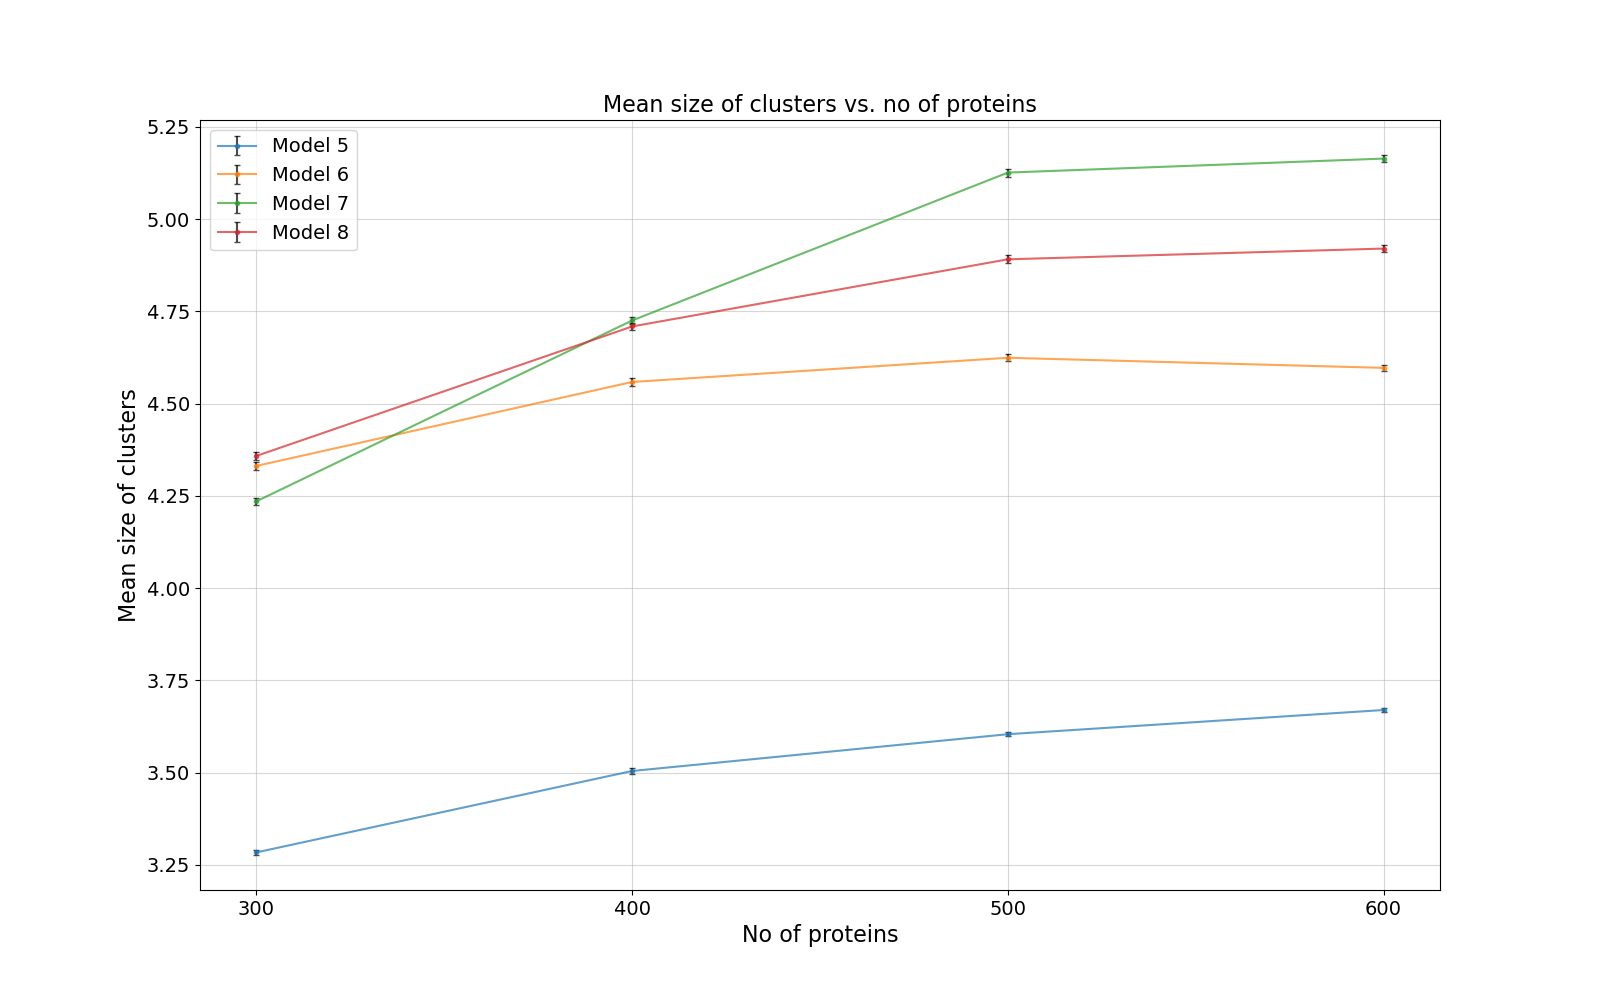 Mean size of clusters vs. no of proteins
5.25
5.00
4.75
4.50
4.25
4.00
3.75
3.50
3.25
Mean size of clusters
Model 5
Model 6
Model 7
Model 8
300 400 500 600
No of proteins